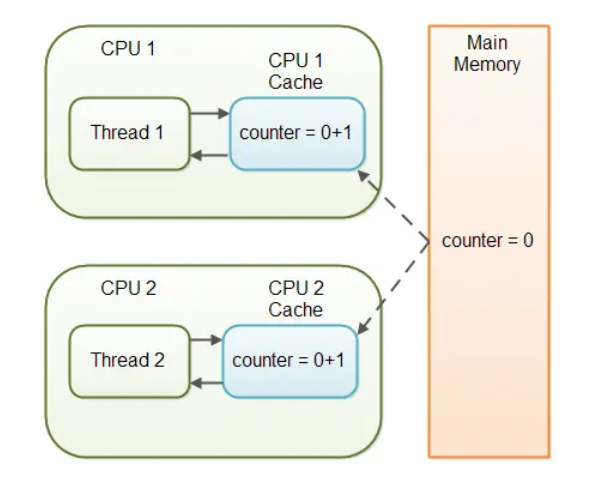 CPU 1
CPU 1
Cache
Thread 1
counter = 0+1
Main
Memory
counter = 0
CPU 2
CPU 2
Cache
Thread 2
counter = 0+1